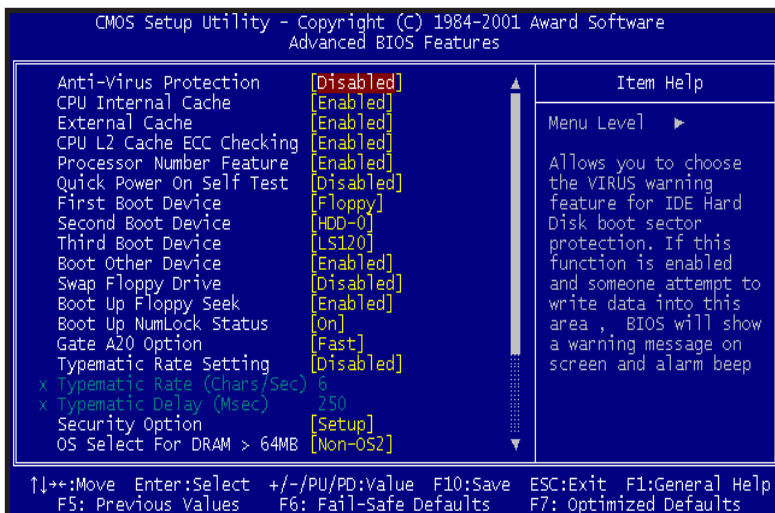 CMOS Setup Utility – Copyright (C) 1984-2001 Award Software
Advanced BIOS Features
Anti-Virus Protection [Disabled]
CPU Internal Cache [Enabled]
External Cache [Enabled]
CPU L2 Cache ECC Checking [Enabled]
Processor Number Feature [Enabled]
Quick Power On Self Test [Disabled]
First Boot Device [Floppy]
Second Boot Device [HDD-0]
Third Boot Device [LS120]
Boot Other Device [Enabled]
Swap Floppy Drive [Disabled]
Boot Up Floppy Seek [Enabled]
Boot Up NumLock Status [On]
Gate A20 Option [Fast]
Typematic Rate Setting [Disabled]
x Typematic Rate (Chars/Sec) 6
x Typematic Delay (Msec) 250
Security Option [Setup]
OS Select For DRAM > 64MB [Non-OS2]
Item Help
Menu Level ▶
Allows you to choose
the VIRUS warning
feature for IDE Hard
Disk boot sector
protection. If this
function is enabled
and someone attempt to
write data into this
area , BIOS will show
a warning message on
screen and alarm beep
↑↓→←:Move Enter:Select +/-/PU/PD:Value F10:Save ESC:Exit F1:General Help
F5: Previous Values F6: Fail-Safe Defaults F7: Optimized Defaults